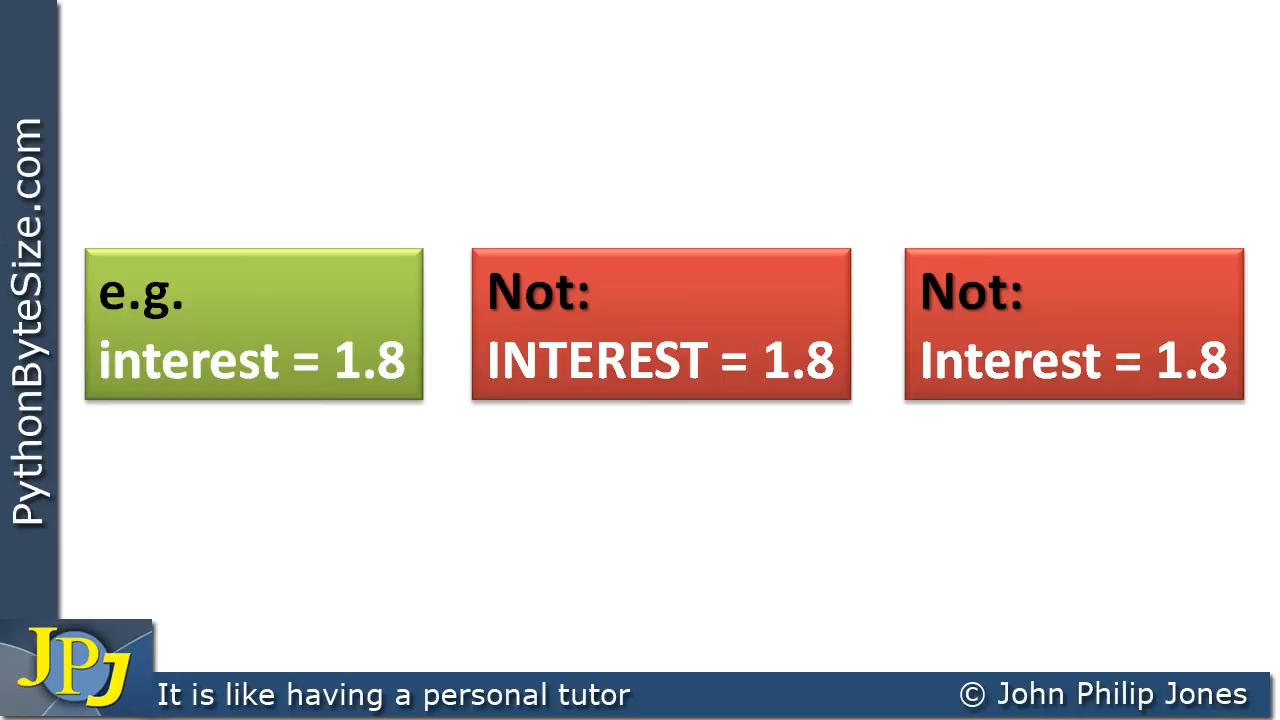 PythonByteSize.com
e.g.
interest = 1.8
Not:
INTEREST = 1.8
Not:
Interest = 1.8
JPJ
It is like having a personal tutor
© John Philip Jones